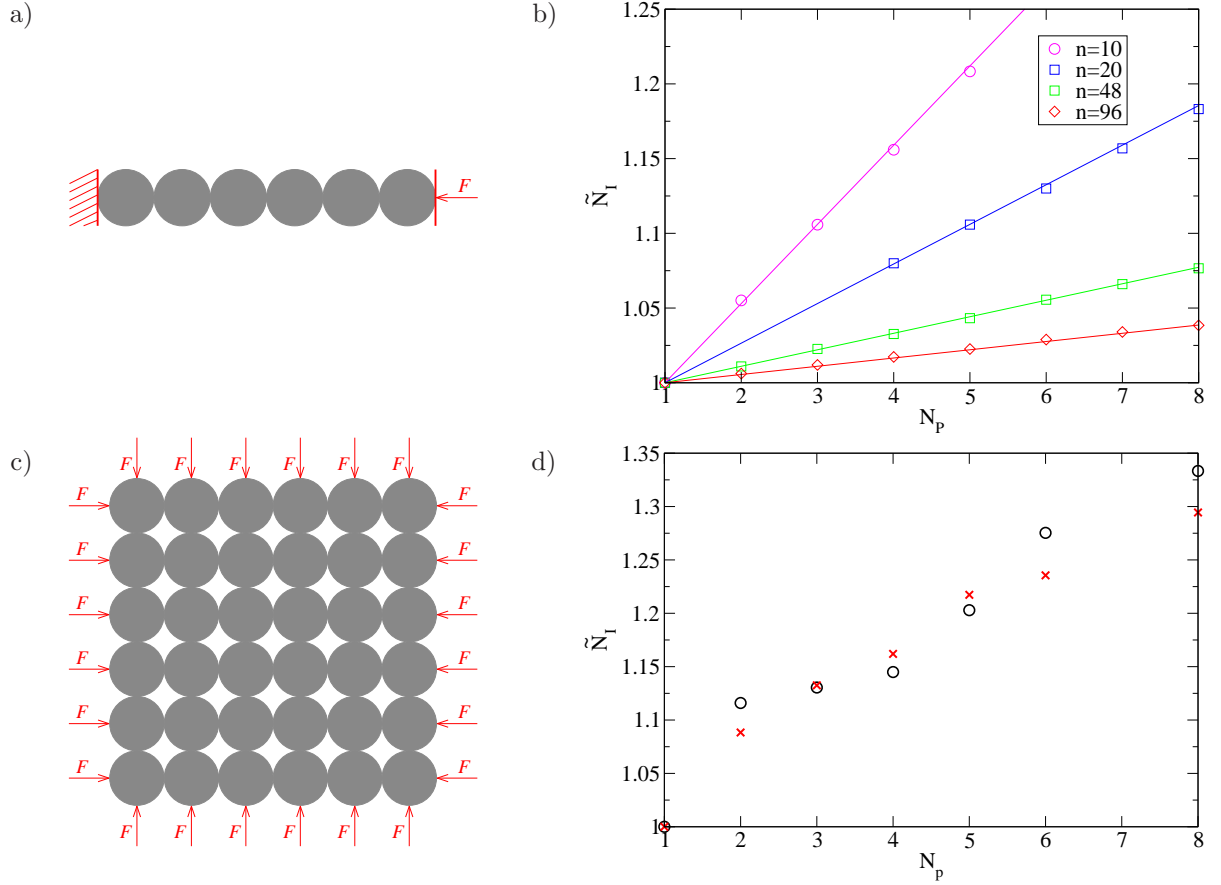 a)
F
b)
1.25
1.2
1.15
1.1
1.05
1
Ñ_I
n=10
n=20
n=48
n=96
1 2 3 4 5 6 7 8
N_P
c)
F F F F F F
F F
F F
F F
F F
F F
F F
F F F F F F
d)
1.35
1.3
1.25
1.2
1.15
1.1
1.05
1
Ñ_I
1 2 3 4 5 6 7 8
N_p